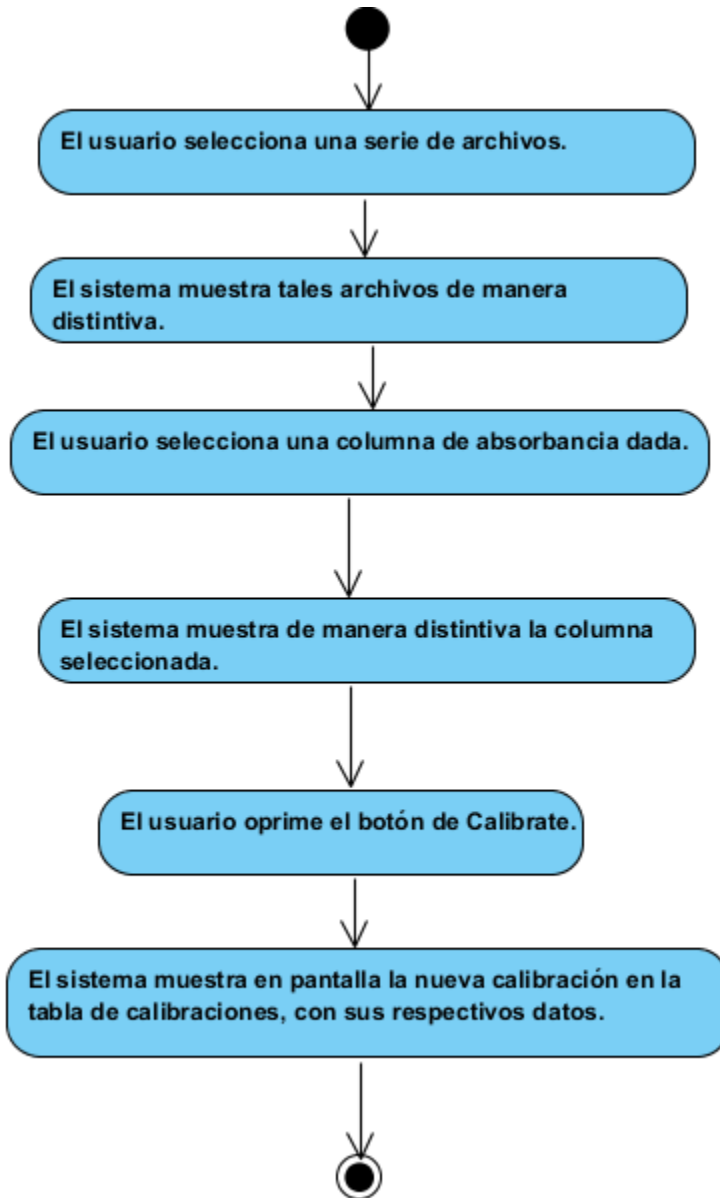 El usuario selecciona una serie de archivos.
El sistema muestra tales archivos de manera
distintiva.
El usuario selecciona una columna de absorbancia dada.
El sistema muestra de manera distintiva la columna
seleccionada.
El usuario oprime el botón de Calibrate.
El sistema muestra en pantalla la nueva calibración en la
tabla de calibraciones, con sus respectivos datos.